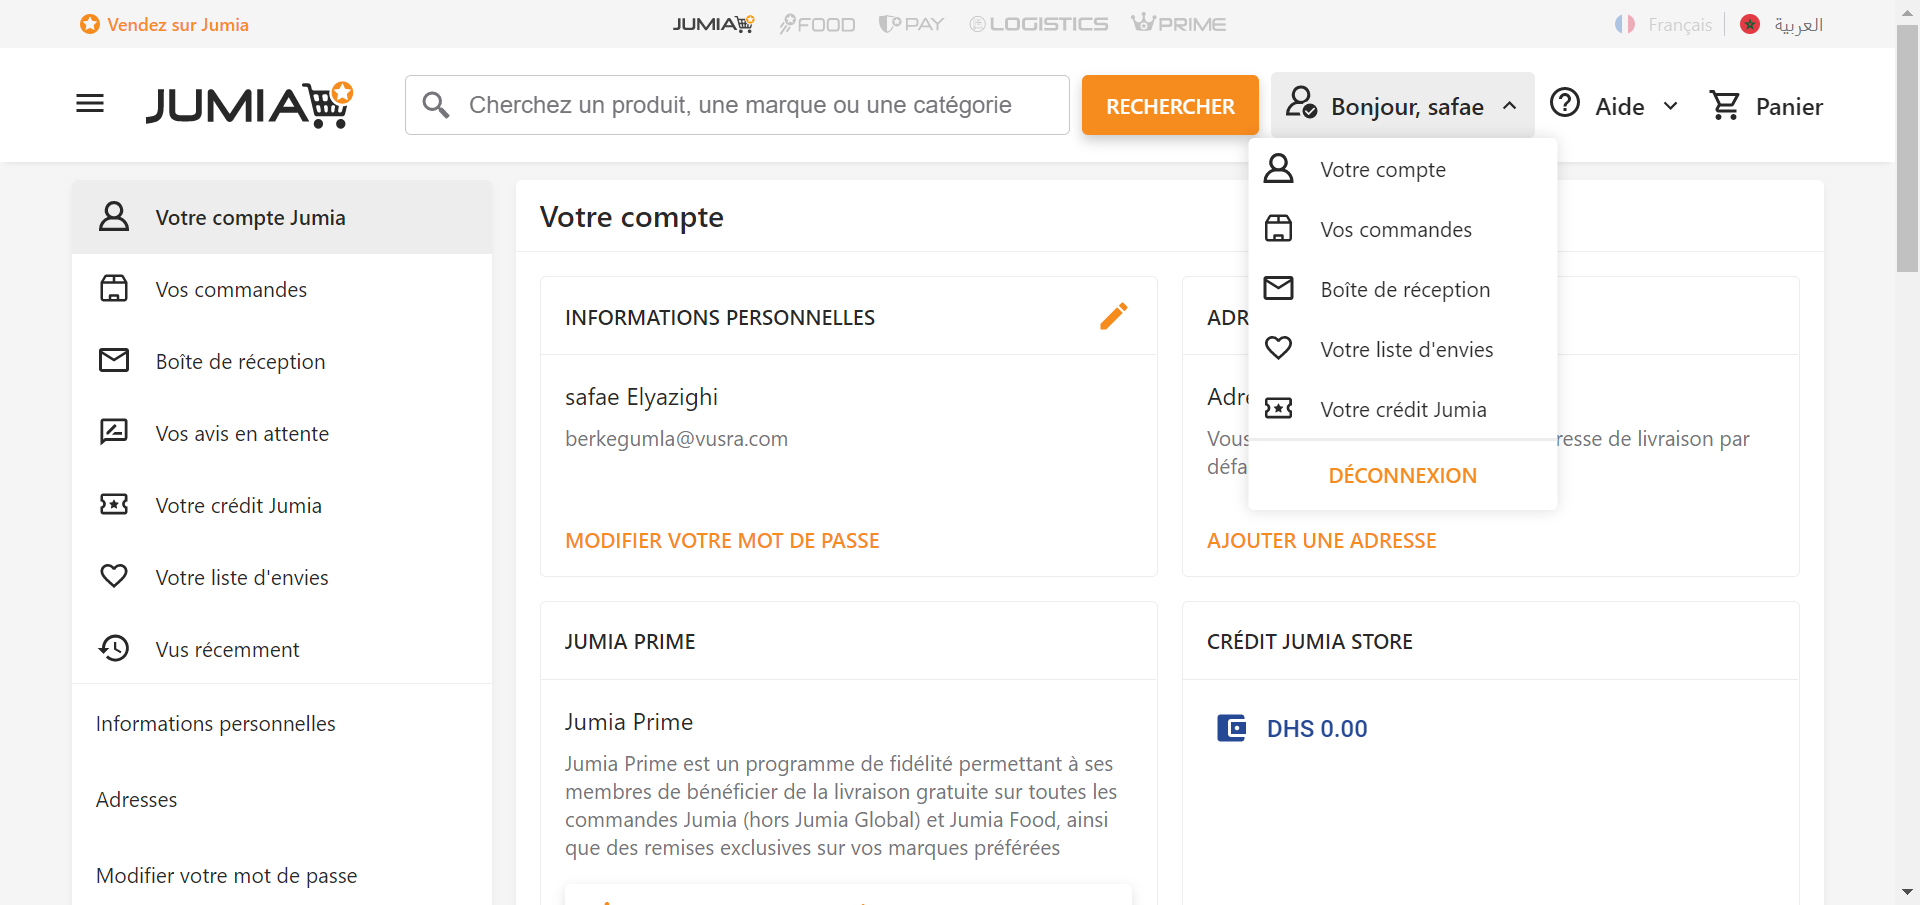 Vendez sur Jumia
JUMIA
FOOD
PAY
LOGISTICS
PRIME
Français
العربية
JUMIA
Cherchez un produit, une marque ou une catégorie
RECHERCHER
Bonjour, safae
Aide
Panier
Votre compte
Vos commandes
Boîte de réception
Votre liste d'envies
Votre crédit Jumia
DÉCONNEXION
Votre compte Jumia
Vos commandes
Boîte de réception
Vos avis en attente
Votre crédit Jumia
Votre liste d'envies
Vus récemment
Informations personnelles
Adresses
Modifier votre mot de passe
Votre compte
INFORMATIONS PERSONNELLES
safae Elyazighi
berkegumla@vusra.com
MODIFIER VOTRE MOT DE PASSE
ADR
Adre
Vous
resse de livraison par
défa
AJOUTER UNE ADRESSE
JUMIA PRIME
Jumia Prime
Jumia Prime est un programme de fidélité permettant à ses
membres de bénéficier de la livraison gratuite sur toutes les
commandes Jumia (hors Jumia Global) et Jumia Food, ainsi
que des remises exclusives sur vos marques préférées
CRÉDIT JUMIA STORE
DHS 0.00